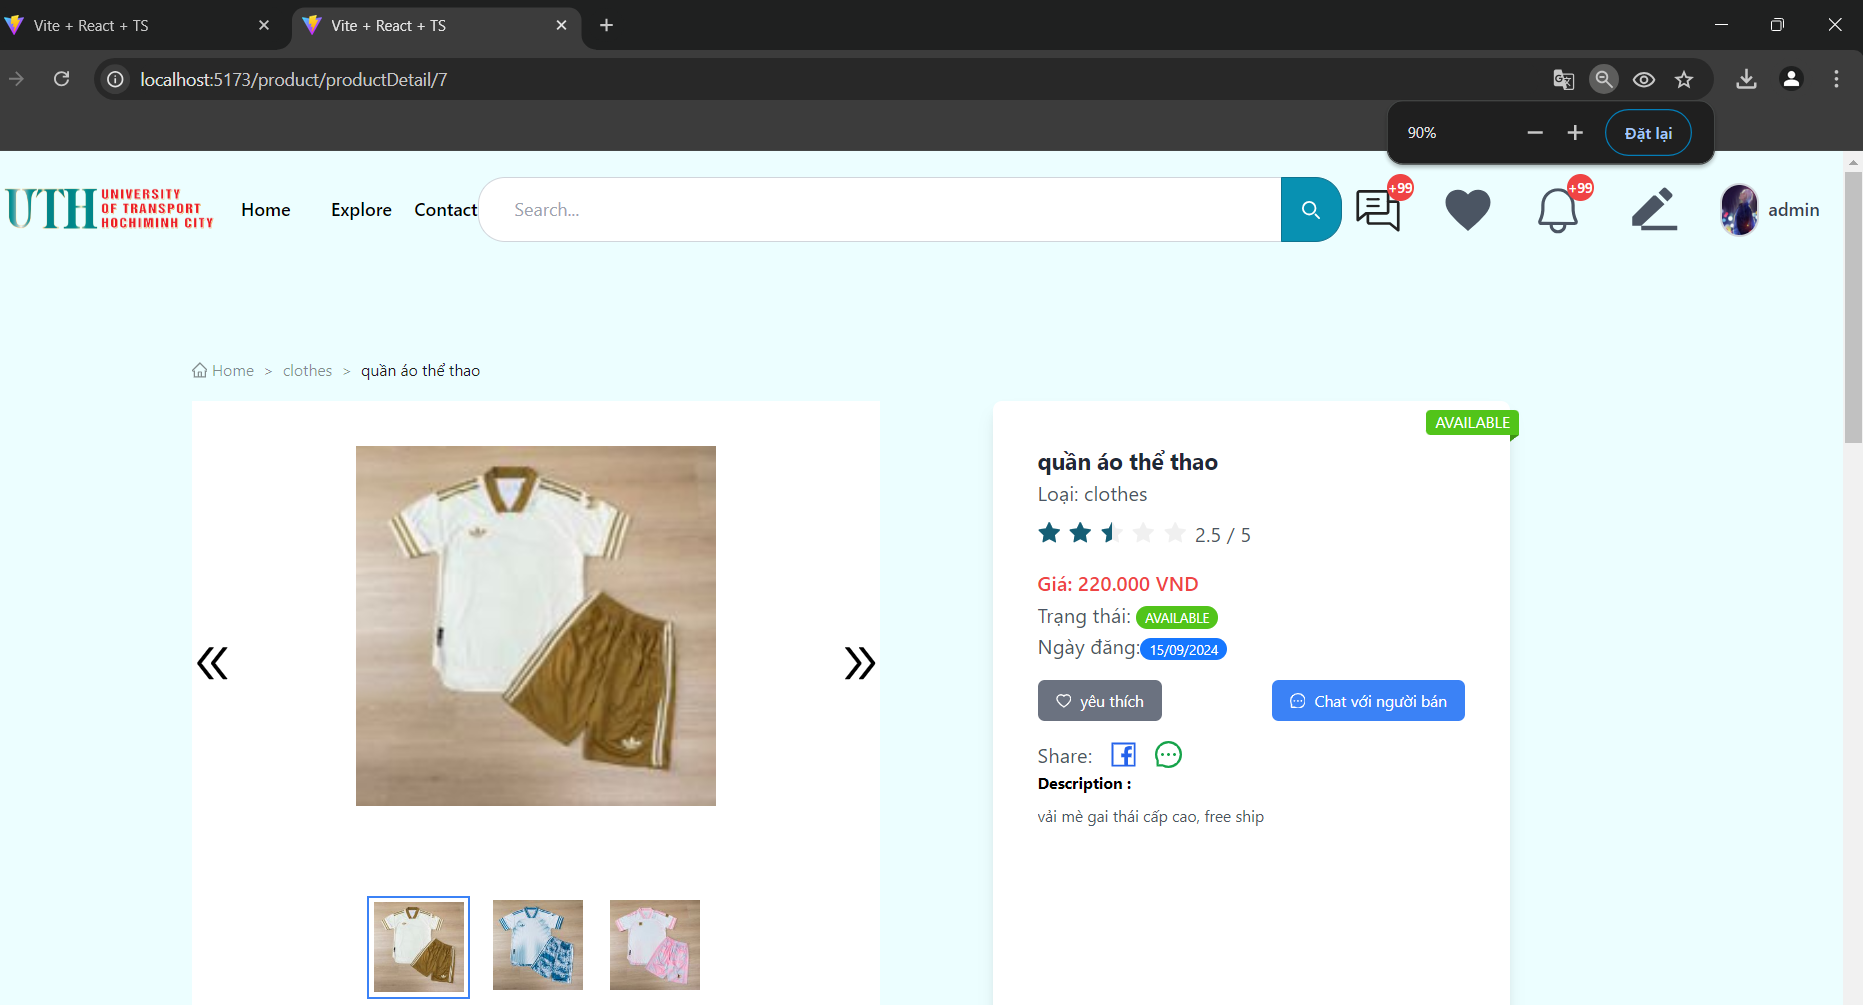 Vite + React + TS
Vite + React + TS
localhost:5173/product/productDetail/7
90%
Đặt lại
UTH UNIVERSITY
OF TRANSPORT
HOCHIMINH CITY
Home
Explore
Contact
Search...
+99
+99
admin
Home > clothes > quần áo thể thao
AVAILABLE
quần áo thể thao
Loại: clothes
2.5 / 5
Giá: 220.000 VND
Trạng thái: AVAILABLE
Ngày đăng: 15/09/2024
yêu thích
Chat với người bán
Share:
Description :
vải mè gai thái cấp cao, free ship